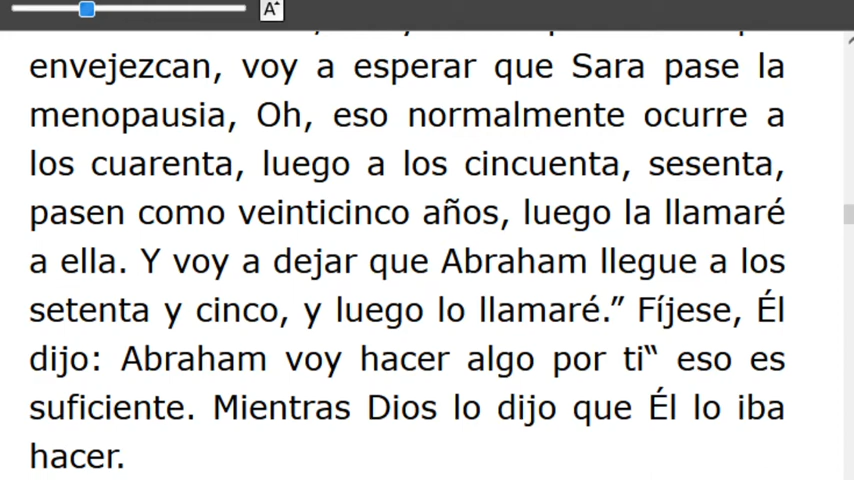 A
envejezcan, voy a esperar que Sara pase la
menopausia, Oh, eso normalmente ocurre a
los cuarenta, luego a los cincuenta, sesenta,
pasen como veinticinco años, luego la llamaré
a ella. Y voy a dejar que Abraham llegue a los
setenta y cinco, y luego lo llamaré.” Fíjese, Él
dijo: Abraham voy hacer algo por ti‟ eso es
suficiente. Mientras Dios lo dijo que Él lo iba
hacer.